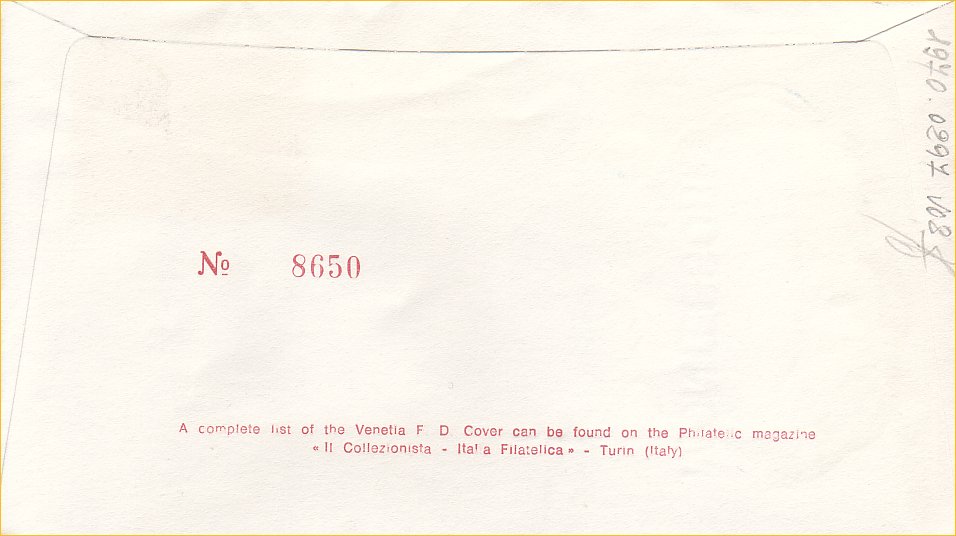 № 8650
A complete list of the Venetia F. D. Cover can be found on the Philatelic magazine
« Il Collezionista - Italia Filatelica » - Turin (Italy)